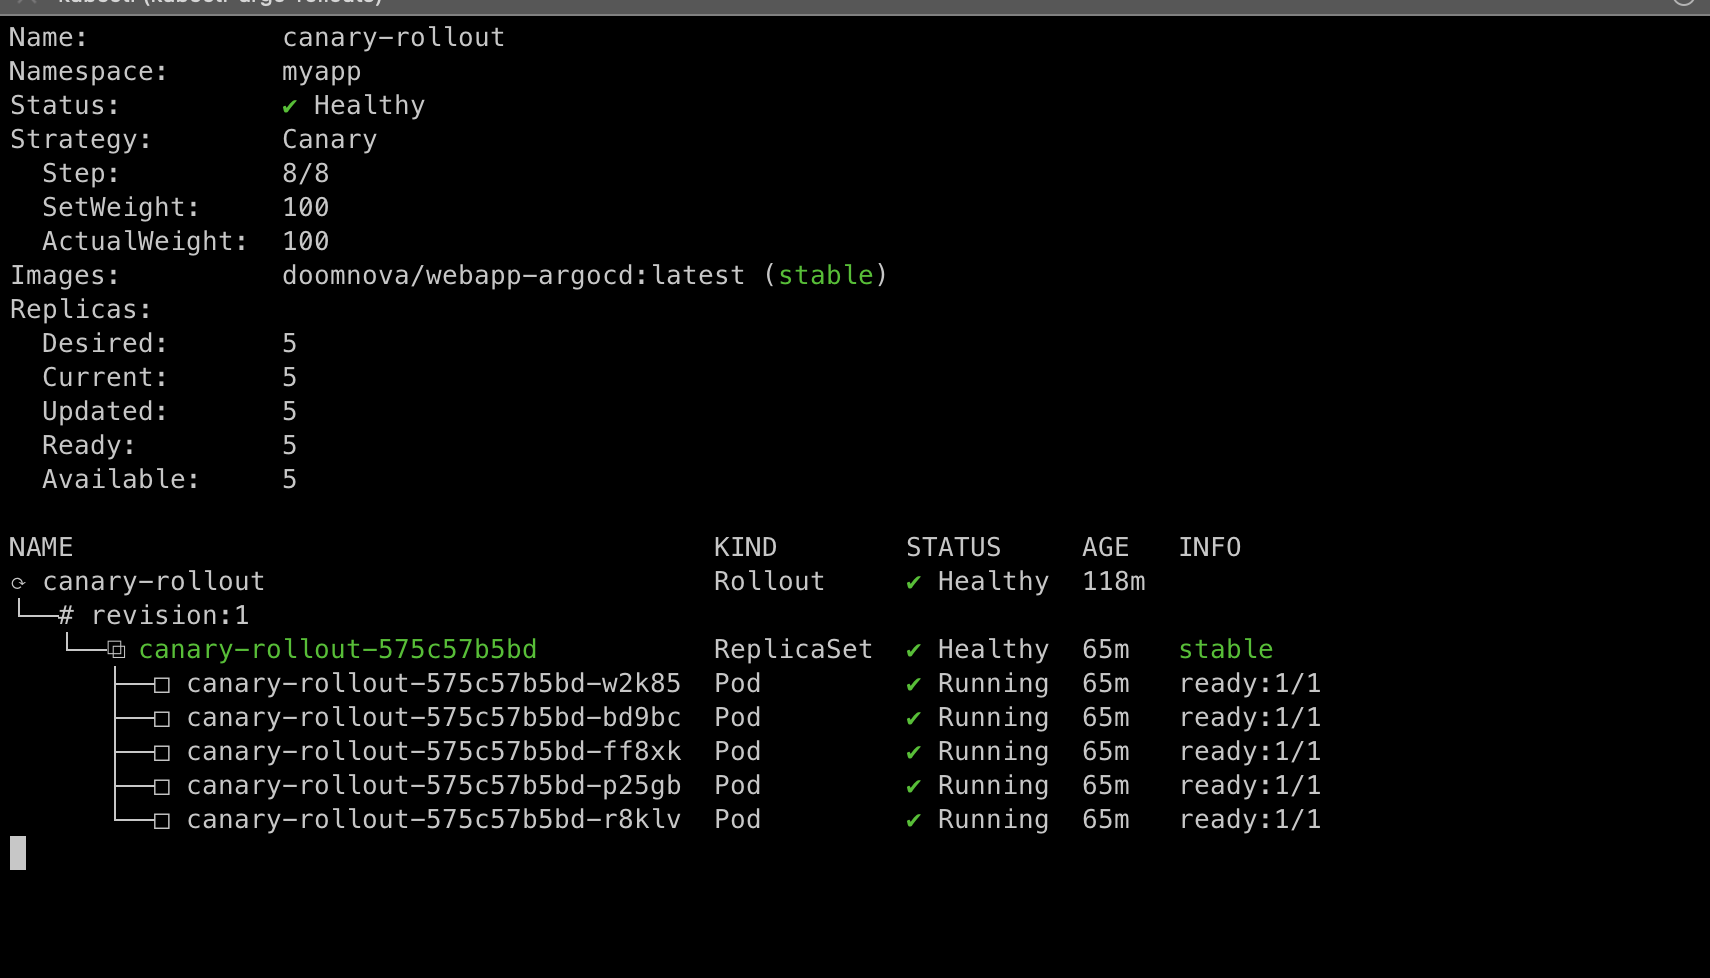 Name: canary-rollout
Namespace: myapp
Status: ✔ Healthy
Strategy: Canary
Step: 8/8
SetWeight: 100
ActualWeight: 100
Images: doomnova/webapp-argocd:latest (stable)
Replicas:
Desired: 5
Current: 5
Updated: 5
Ready: 5
Available: 5
NAME KIND STATUS AGE INFO
⟳ canary-rollout Rollout ✔ Healthy 118m
└──# revision:1
└──⧉ canary-rollout-575c57b5bd ReplicaSet ✔ Healthy 65m stable
├──□ canary-rollout-575c57b5bd-w2k85 Pod ✔ Running 65m ready:1/1
├──□ canary-rollout-575c57b5bd-bd9bc Pod ✔ Running 65m ready:1/1
├──□ canary-rollout-575c57b5bd-ff8xk Pod ✔ Running 65m ready:1/1
├──□ canary-rollout-575c57b5bd-p25gb Pod ✔ Running 65m ready:1/1
└──□ canary-rollout-575c57b5bd-r8klv Pod ✔ Running 65m ready:1/1